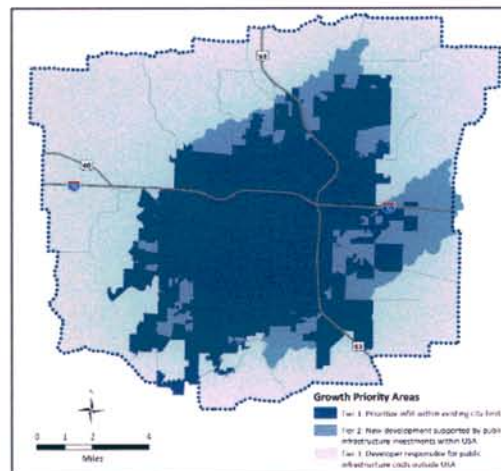 63
40
70
70
63
Growth Priority Areas
Tier 1: Prioritize infill within existing city limits
Tier 2: New development supported by public
infrastructure investments within USA
Tier 3: Developer responsible for public
infrastructure costs outside USA
N
0 1 2 4
Miles